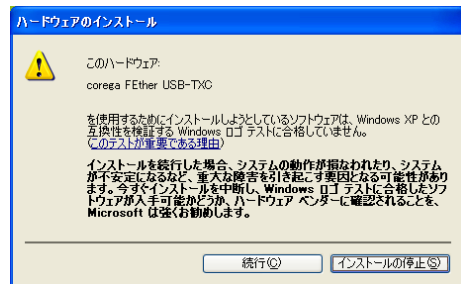 ハードウェアのインストール
このハードウェア:
corega FEther USB-TXC
を使用するためにインストールしようとしているソフトウェアは、Windows XP との
互換性を検証する Windows ロゴ テストに合格していません。
(このテストが重要である理由)
インストールを続行した場合、システムの動作が損なわれたり、システム
が不安定になるなど、重大な障害を引き起こす要因となる可能性があり
ます。今すぐインストールを中断し、Windows ロゴ テストに合格したソフ
トウェアが入手可能かどうか、ハードウェア ベンダーに確認されることを、
Microsoft は強くお勧めします。
続行(C) インストールの停止(S)